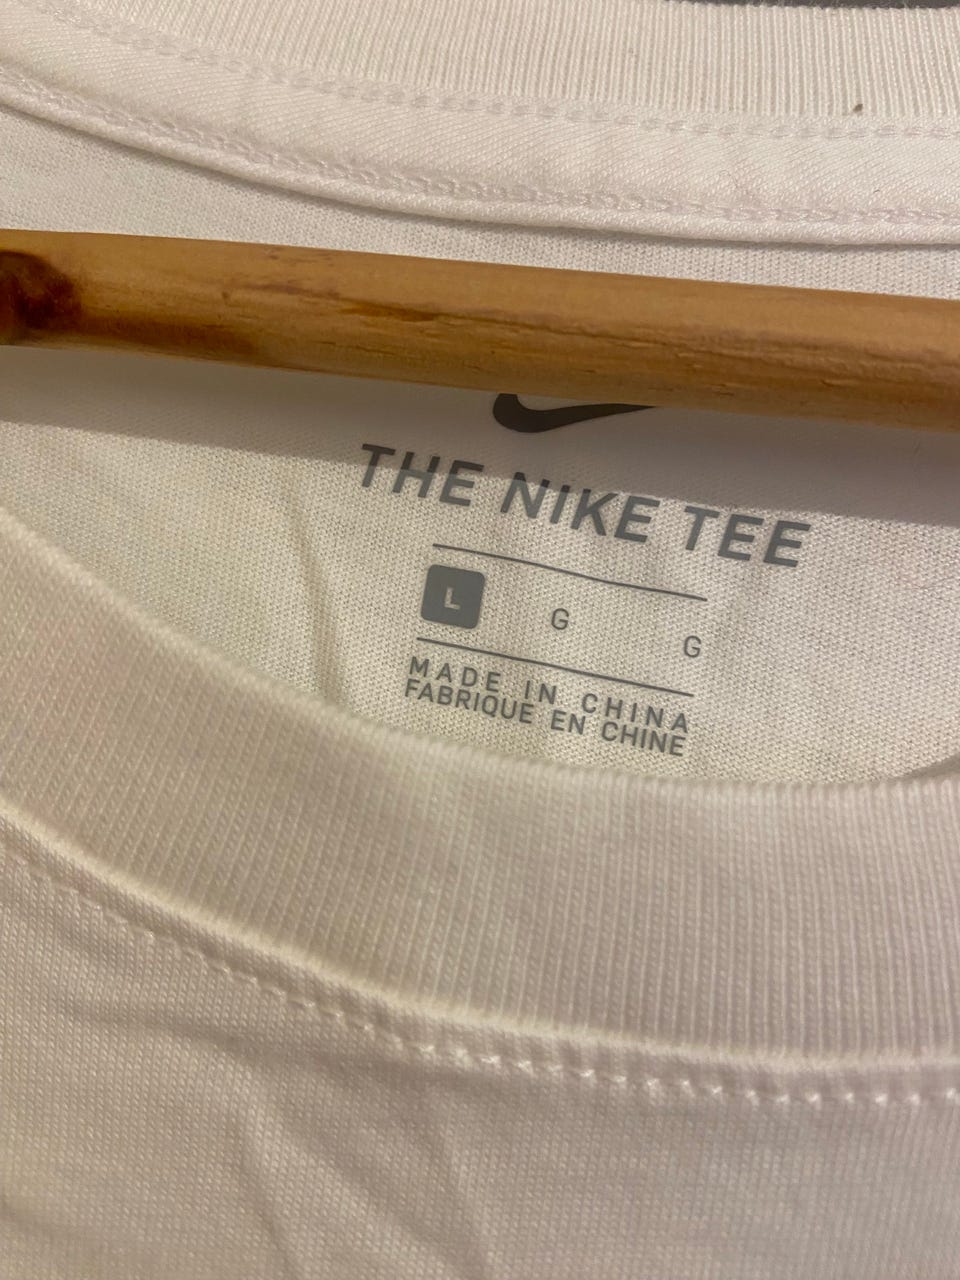 THE NIKE TEE
L G G
MADE IN CHINA
FABRIQUE EN CHINE